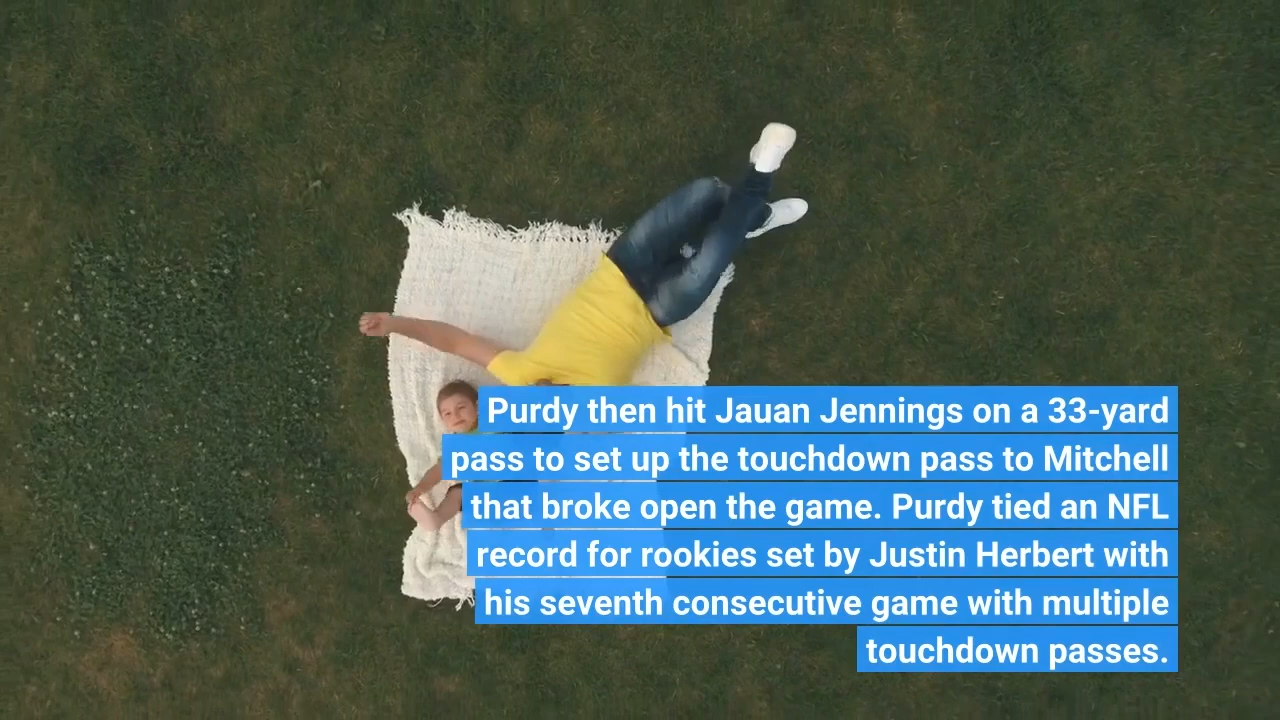 Purdy then hit Jauan Jennings on a 33-yard
pass to set up the touchdown pass to Mitchell
that broke open the game. Purdy tied an NFL
record for rookies set by Justin Herbert with
his seventh consecutive game with multiple
touchdown passes.